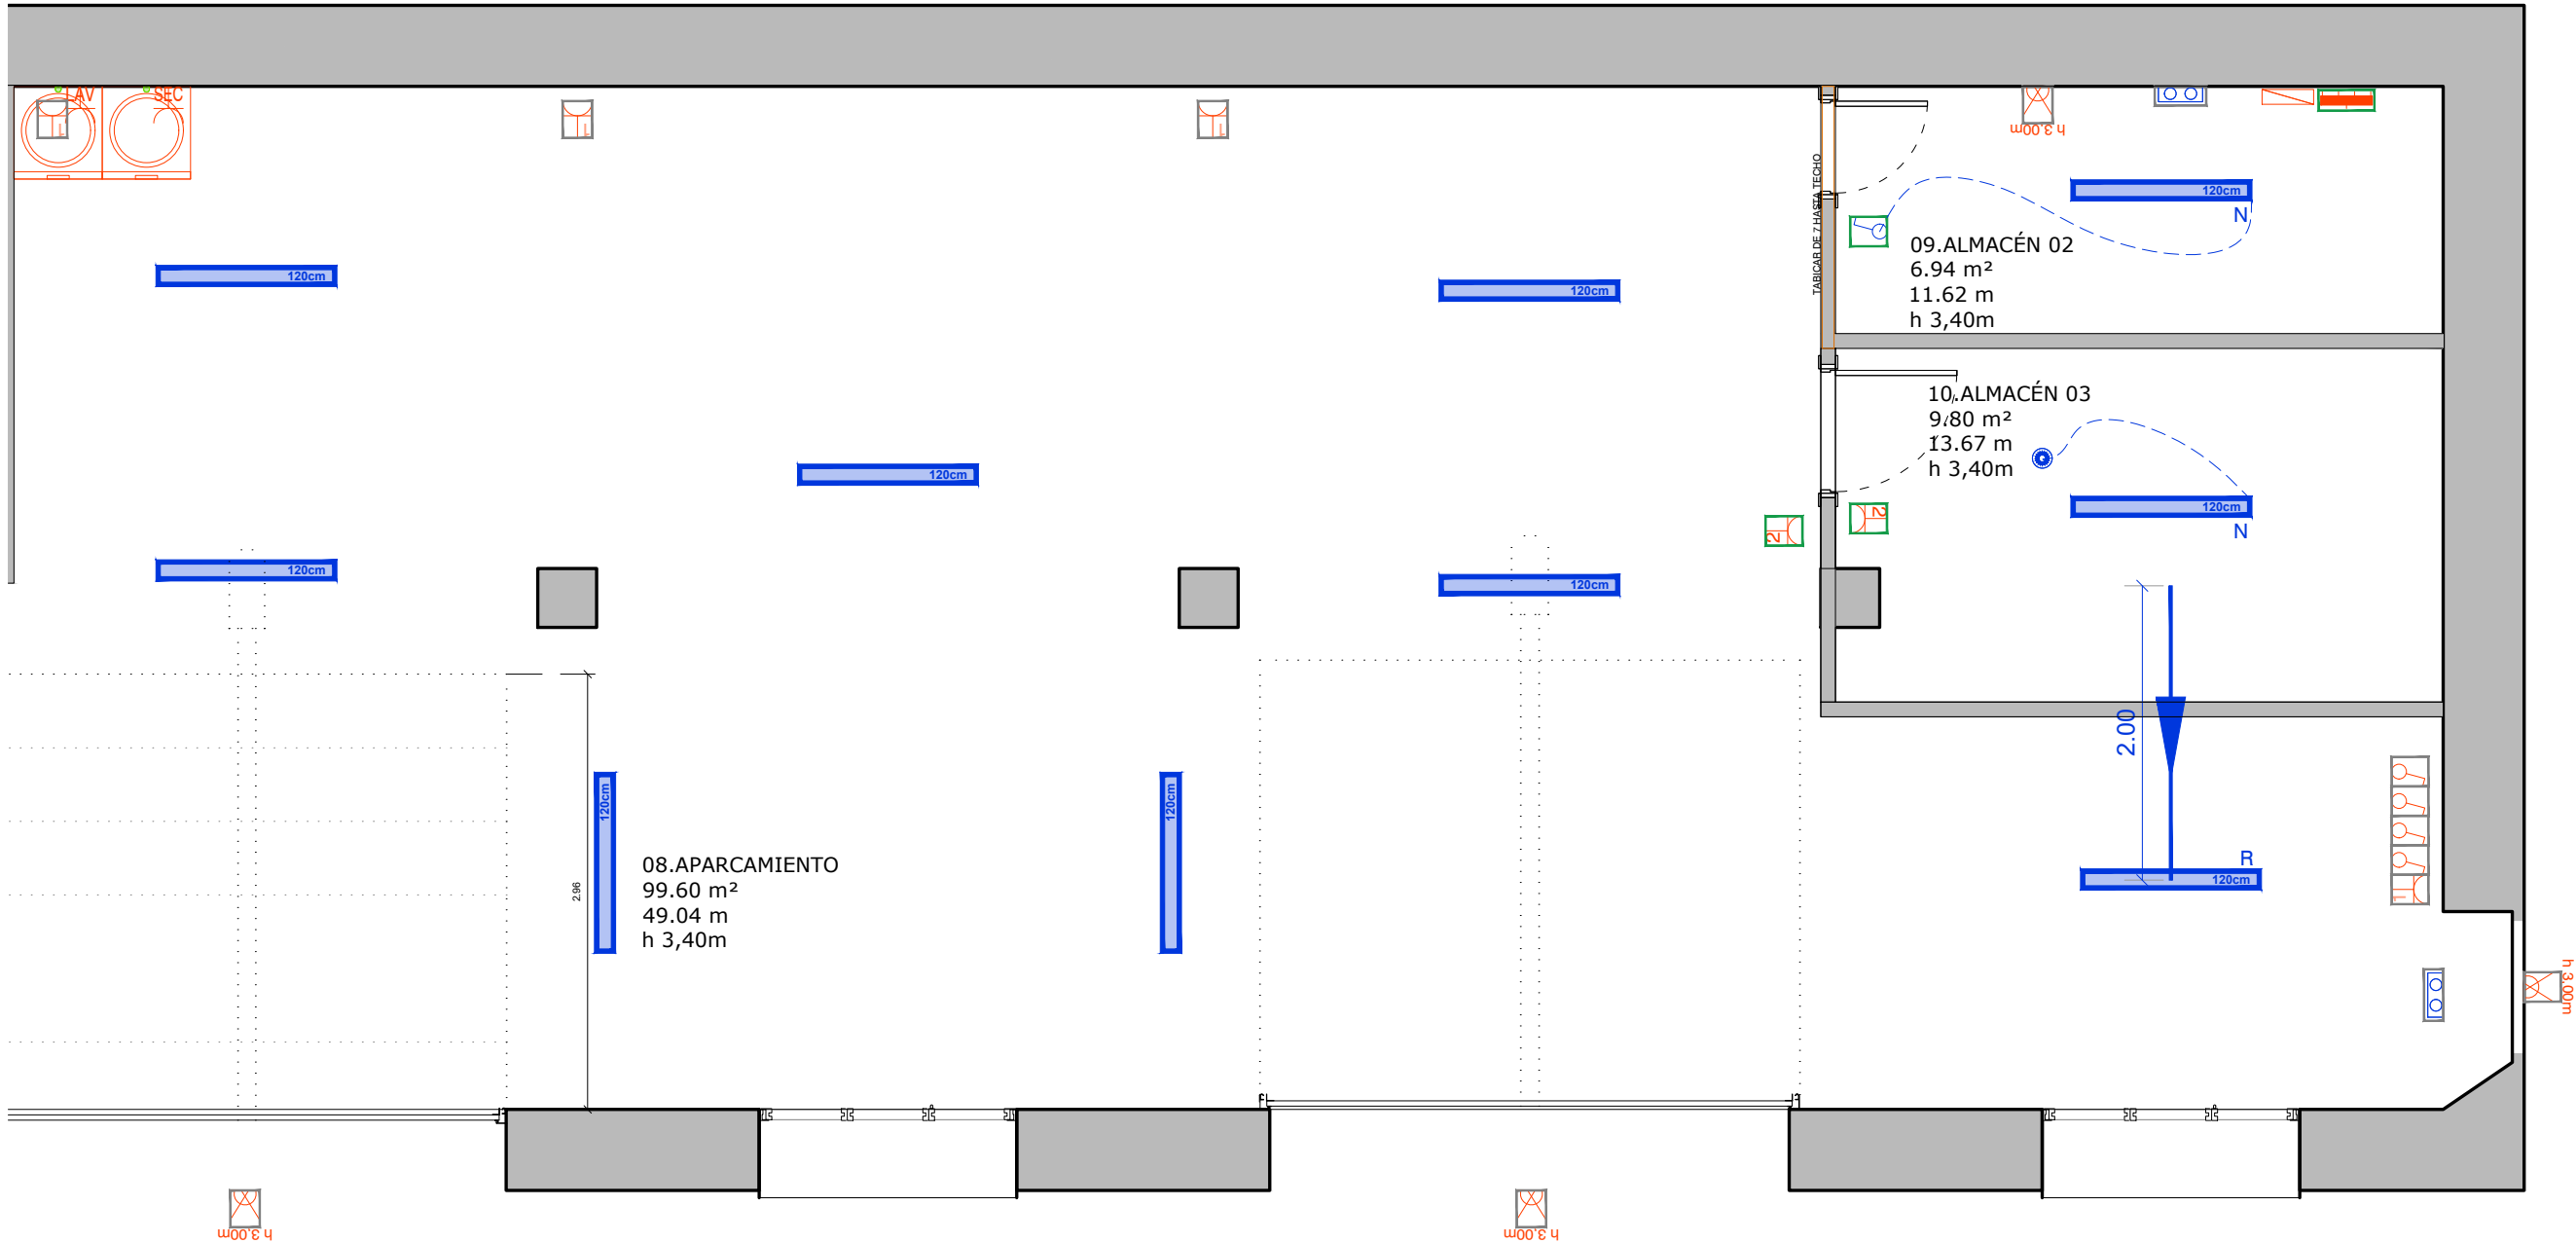 LAV
SEC
h 3,00m
120cm
N
TABICAR DE 7 HASTA TECHO
09.ALMACÉN 02
6.94 m²
11.62 m
h 3,40m
120cm
120cm
10.ALMACÉN 03
9.80 m²
13.67 m
h 3,40m
120cm
120cm
N
2
2
120cm
120cm
2.00
120cm
120cm
08.APARCAMIENTO
99.60 m²
49.04 m
h 3,40m
2.96
R
120cm
1
h 3,00m
h 3,00m
h 3,00m